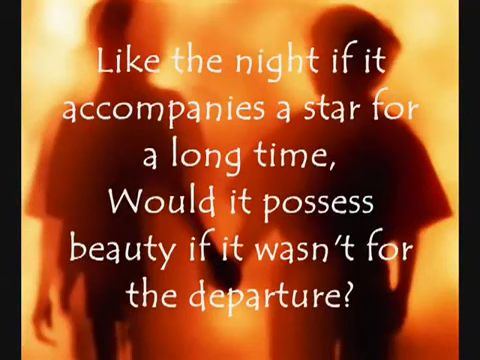 Like the night if it
accompanies a star for
a long time,
Would it possess
beauty if it wasn't for
the departure?